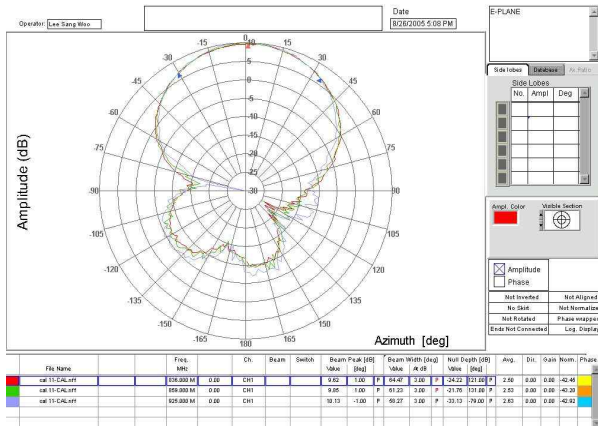 Operator: Lee Sang Woo
Date
8/26/2005 5:08 PM
E-PLANE
Amplitude (dB)
-15
0
15
-30
30
-45
45
-60
60
-75
75
-90
90
-105
105
-120
120
-135
135
-150
150
-165
165
180
5
0
-5
-10
-15
-20
-25
-30
Azimuth [deg]
Side lobes
Database
Ax. Ratio
Side Lobes
No. Ampl Deg
Ampl. Color
Visible Section
Amplitude
Phase
Not Inverted Not Aligned
No Skirt Not Normalize
Not Rotated Phase wrapped
Ends Not Connected Log. Display
File Name Freq. MHz Ch. Beam Switch Beam Peak [dB] Value [deg] Beam Width [deg] Value At dB Null Depth [dB] Value [deg] Avg. Dir. Gain Norm. Phase
cal 11-CAL.nff 836.000 M 0.00 CH1 9.62 1.00 P 64.47 3.00 P -24.22 121.00 P 2.50 0.00 0.00 -42.46
cal 11-CAL.nff 859.000 M 0.00 CH1 9.85 1.00 P 61.23 3.00 P -31.76 131.00 P 2.53 0.00 0.00 -43.20
cal 11-CAL.nff 925.000 M 0.00 CH1 10.13 -1.00 P 58.27 3.00 P -33.13 -79.00 P 2.63 0.00 0.00 -42.92